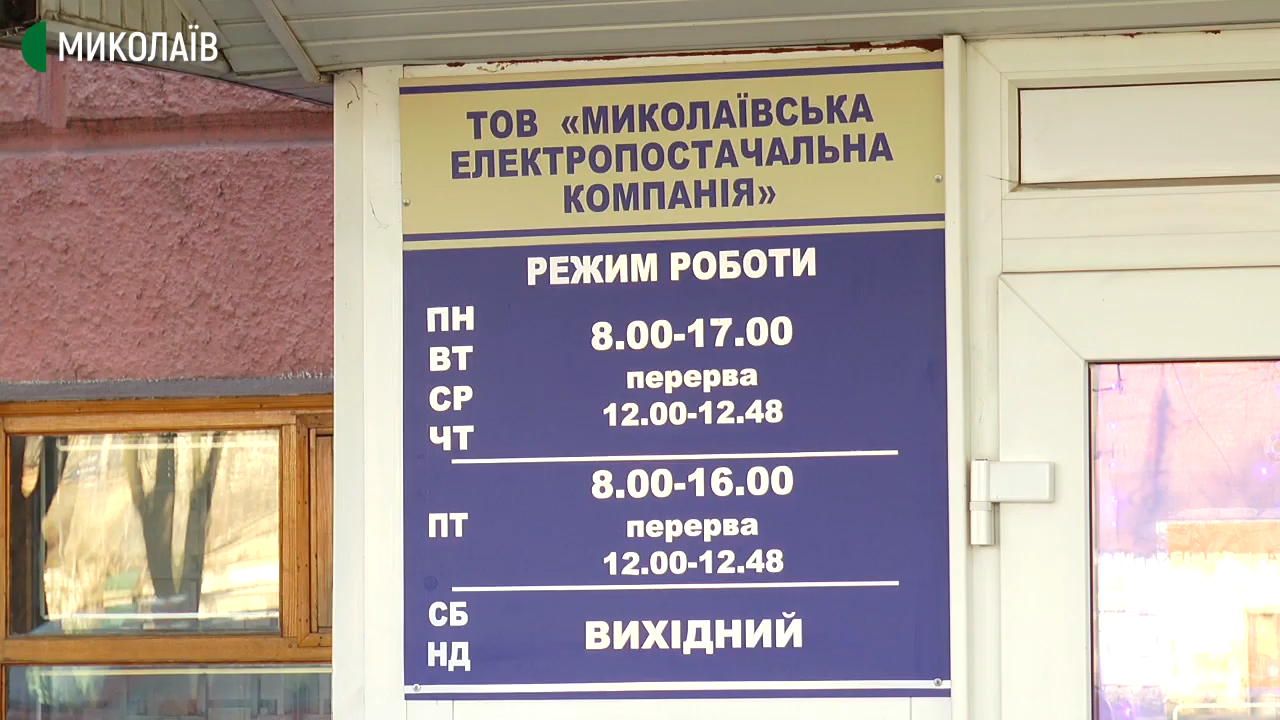 МИКОЛАЇВ
ТОВ «МИКОЛАЇВСЬКА
ЕЛЕКТРОПОСТАЧАЛЬНА
КОМПАНІЯ»
РЕЖИМ РОБОТИ
ПН
ВТ
СР
ЧТ
8.00-17.00
перерва
12.00-12.48
ПТ
8.00-16.00
перерва
12.00-12.48
СБ
НД
ВИХІДНИЙ